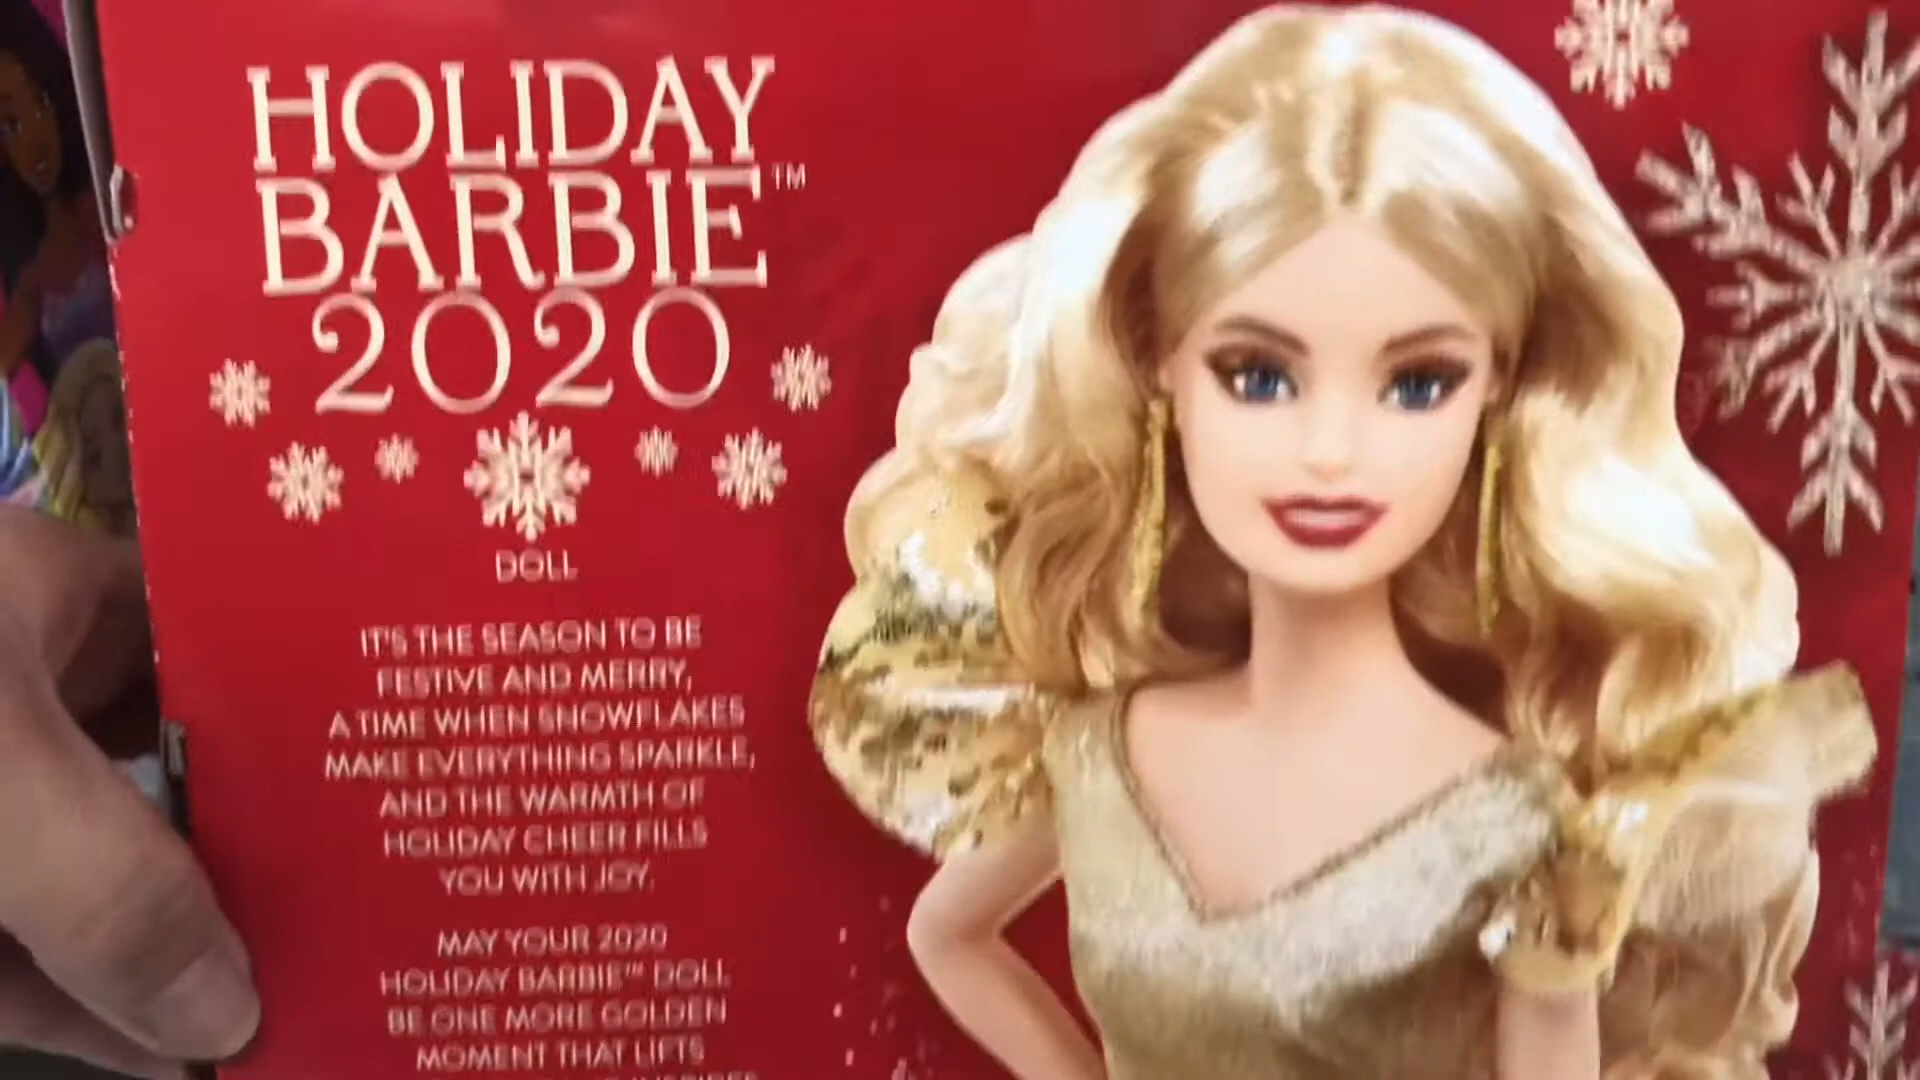 HOLIDAY
BARBIE™
2020
DOLL
IT'S THE SEASON TO BE
FESTIVE AND MERRY,
A TIME WHEN SNOWFLAKES
MAKE EVERYTHING SPARKLE,
AND THE WARMTH OF
HOLIDAY CHEER FILLS
YOU WITH JOY.
MAY YOUR 2020
HOLIDAY BARBIE™ DOLL
BE ONE MORE GOLDEN
MOMENT THAT LIFTS